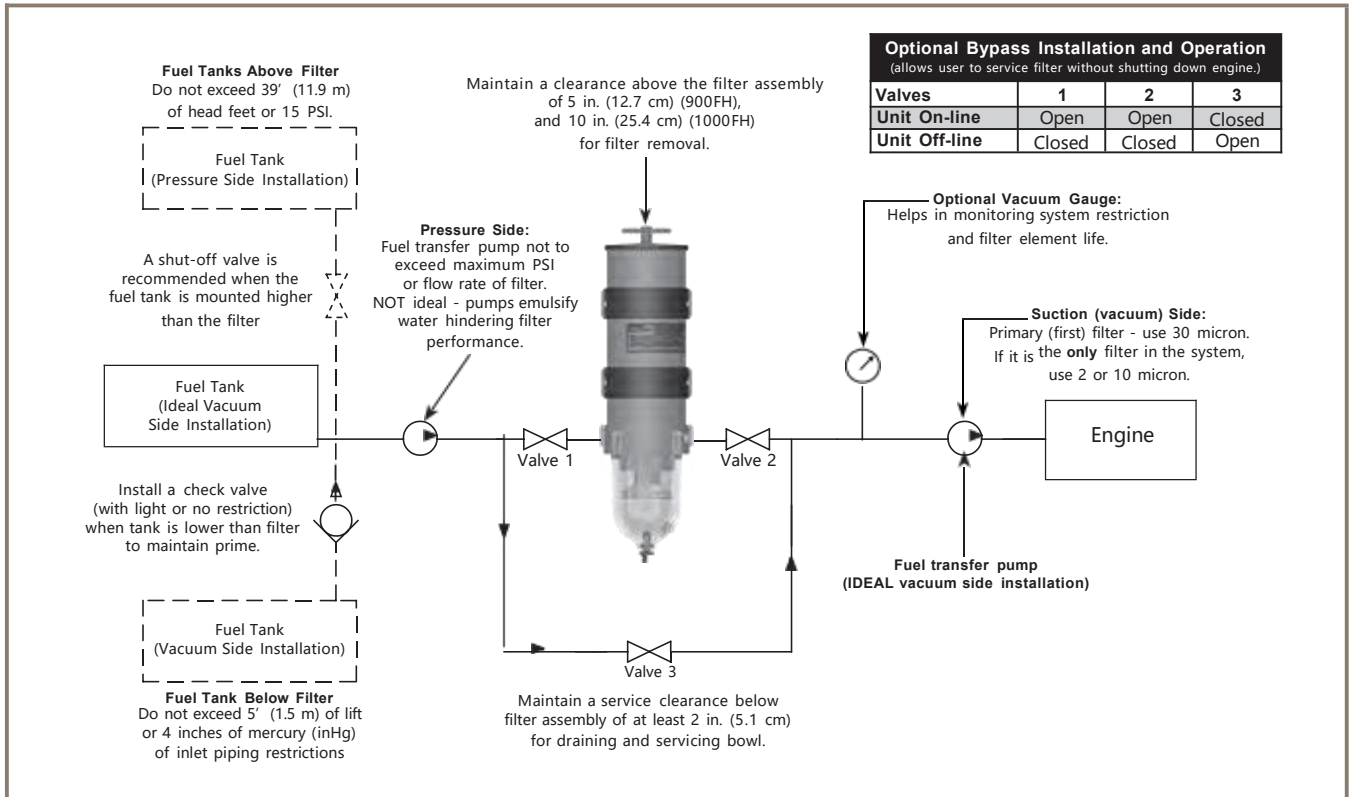 Fuel Tanks Above Filter
Do not exceed 39' (11.9 m)
of head feet or 15 PSI.
Fuel Tank
(Pressure Side Installation)
A shut-off valve is
recommended when the
fuel tank is mounted higher
than the filter
Fuel Tank
(Ideal Vacuum
Side Installation)
Install a check valve
(with light or no restriction)
when tank is lower than filter
to maintain prime.
Fuel Tank
(Vacuum Side Installation)
Fuel Tank Below Filter
Do not exceed 5' (1.5 m) of lift
or 4 inches of mercury (inHg)
of inlet piping restrictions
Pressure Side:
Fuel transfer pump not to
exceed maximum PSI
or flow rate of filter.
NOT ideal - pumps emulsify
water hindering filter
performance.
Maintain a clearance above the filter assembly
of 5 in. (12.7 cm) (900FH),
and 10 in. (25.4 cm) (1000FH)
for filter removal.
Valve 1
Valve 2
Valve 3
Maintain a service clearance below
filter assembly of at least 2 in. (5.1 cm)
for draining and servicing bowl.
Optional Bypass Installation and Operation
(allows user to service filter without shutting down engine.)
Valves 1 2 3
Unit On-line Open Open Closed
Unit Off-line Closed Closed Open
Optional Vacuum Gauge:
Helps in monitoring system restriction
and filter element life.
Suction (vacuum) Side:
Primary (first) filter - use 30 micron.
If it is the only filter in the system,
use 2 or 10 micron.
Engine
Fuel transfer pump
(IDEAL vacuum side installation)